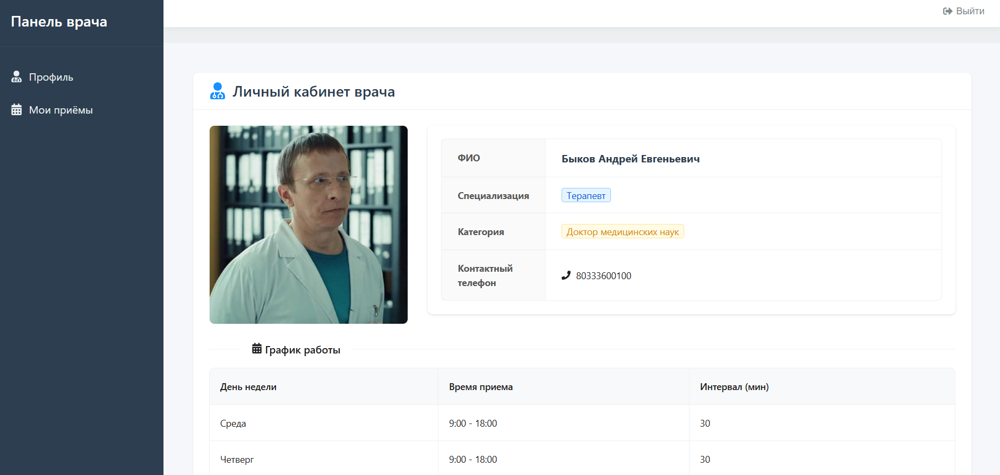 Панель врача
Выйти
Профиль
Мои приёмы
Личный кабинет врача
ФИО
Быков Андрей Евгеньевич
Специализация
Терапевт
Категория
Доктор медицинских наук
Контактный
телефон
80333600100
График работы
День недели
Время приема
Интервал (мин)
Среда
9:00 - 18:00
30
Четверг
9:00 - 18:00
30